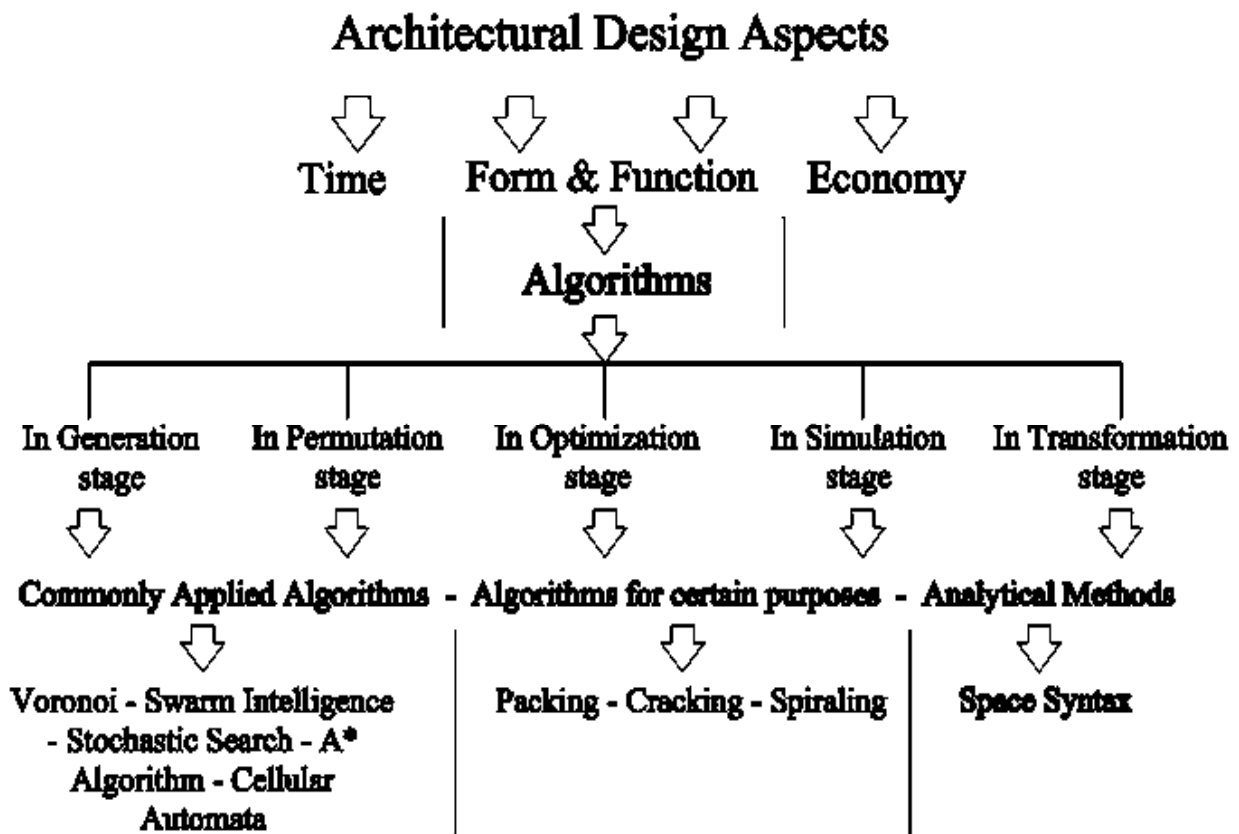 Architectural Design Aspects
Time Form & Function Economy
Algorithms
In Generation stage
In Permutation stage
In Optimization stage
In Simulation stage
In Transformation stage
Commonly Applied Algorithms - Algorithms for certain purposes - Analytical Methods
Voronoi - Swarm Intelligence
- Stochastic Search - A*
Algorithm - Cellular
Automata
Packing - Cracking - Spiraling
Space Syntax